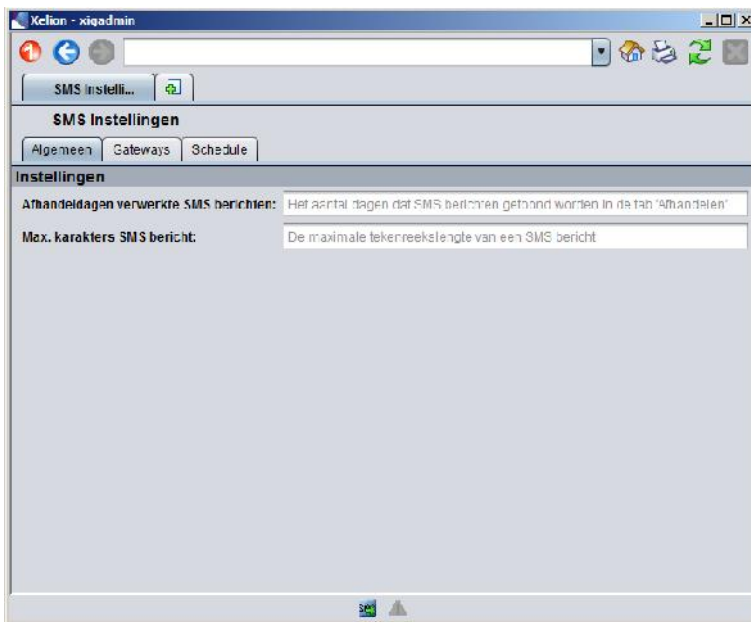 Xelion - xiqadmin
SMS Instelli...
SMS Instellingen
Algemeen Gateways Schedule
Instellingen
Afhandeldagen verwerkte SMS berichten: Het aantal dagen dat SMS berichten getoond worden in de tab 'Afhandelen'
Max. karakters SMS bericht: De maximale tekenreekslengte van een SMS bericht